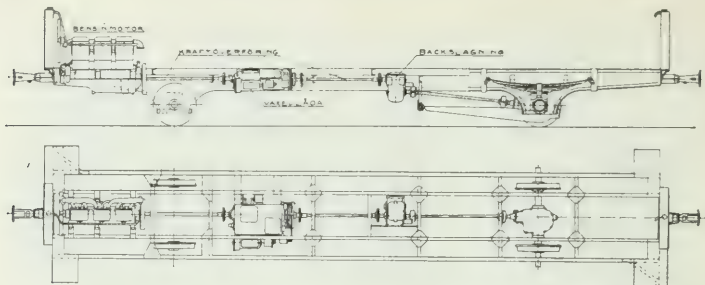 BENSINMOTOR
KRAFTÖVERFÖRING
BACKSLAGNING
VÄXELLÅDA